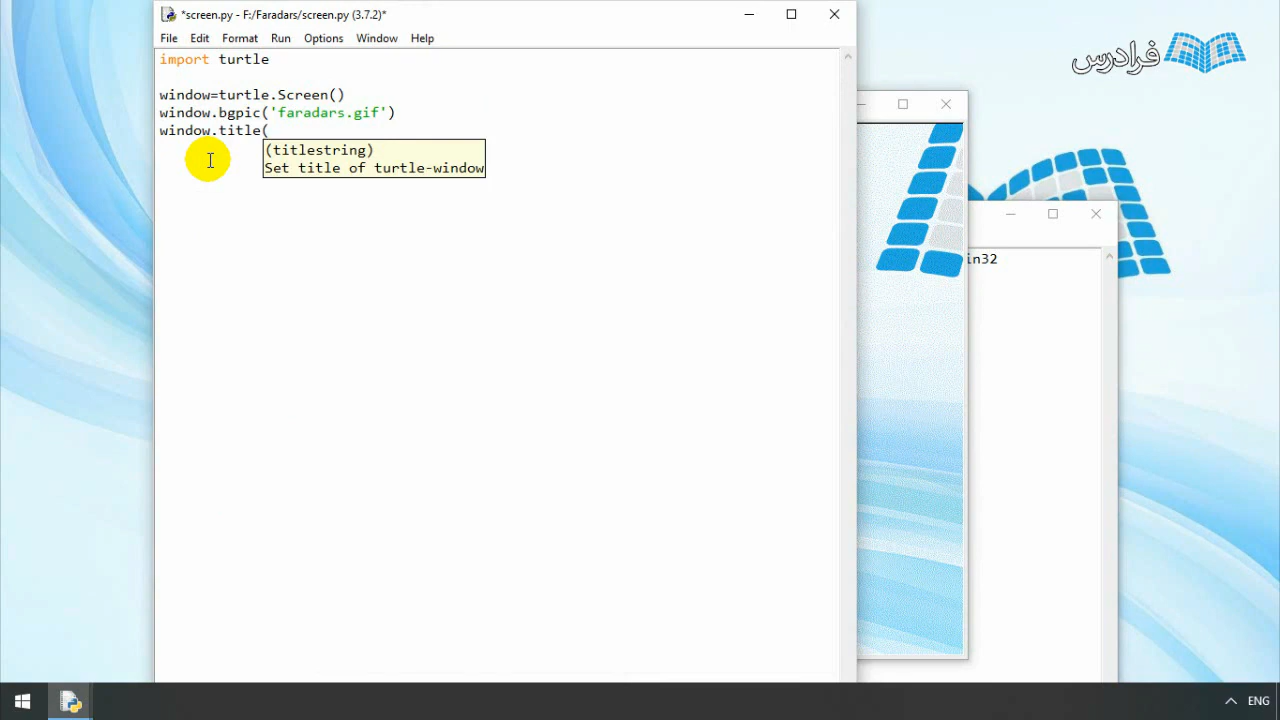 *screen.py - F:/Faradars/screen.py (3.7.2)*
File Edit Format Run Options Window Help
import turtle
window=turtle.Screen()
window.bgpic('faradars.gif')
window.title(
(titlestring)
Set title of turtle-window
فرادرس
in32
ENG